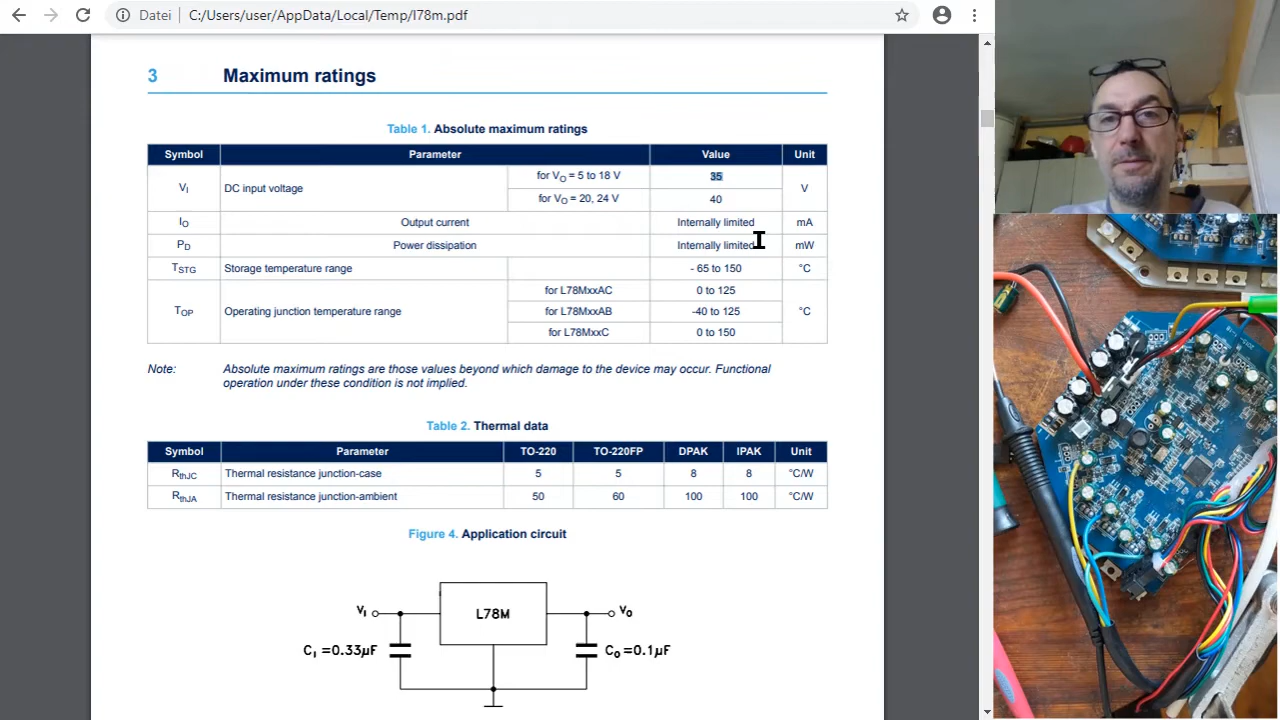 Datei C:/Users/user/AppData/Local/Temp/l78m.pdf
3 Maximum ratings
Table 1. Absolute maximum ratings
Symbol Parameter Value Unit
VI DC input voltage for VO = 5 to 18 V 35 V
for VO = 20, 24 V 40
IO Output current Internally limited mA
PD Power dissipation Internally limited mW
TSTG Storage temperature range - 65 to 150 °C
TOP Operating junction temperature range for L78MxxAC 0 to 125 °C
for L78MxxAB -40 to 125
for L78MxxC 0 to 150
Note: Absolute maximum ratings are those values beyond which damage to the device may occur. Functional
operation under these condition is not implied.
Table 2. Thermal data
Symbol Parameter TO-220 TO-220FP DPAK IPAK Unit
RthJC Thermal resistance junction-case 5 5 8 8 °C/W
RthJA Thermal resistance junction-ambient 50 60 100 100 °C/W
Figure 4. Application circuit
VI L78M VO
CI =0.33µF CO =0.1µF